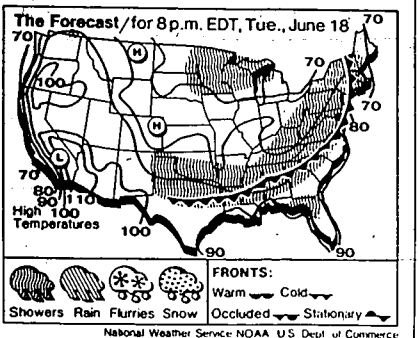 The Forecast/for 8 p.m. EDT, Tue., June 18
70
70
70
H
100
H
70
80
L
70
80
90
110
100
High
Temperatures
100
90
90
Showers Rain Flurries Snow
FRONTS:
Warm Cold
Occluded Stationary
National Weather Service NOAA U S Dept of Commerce